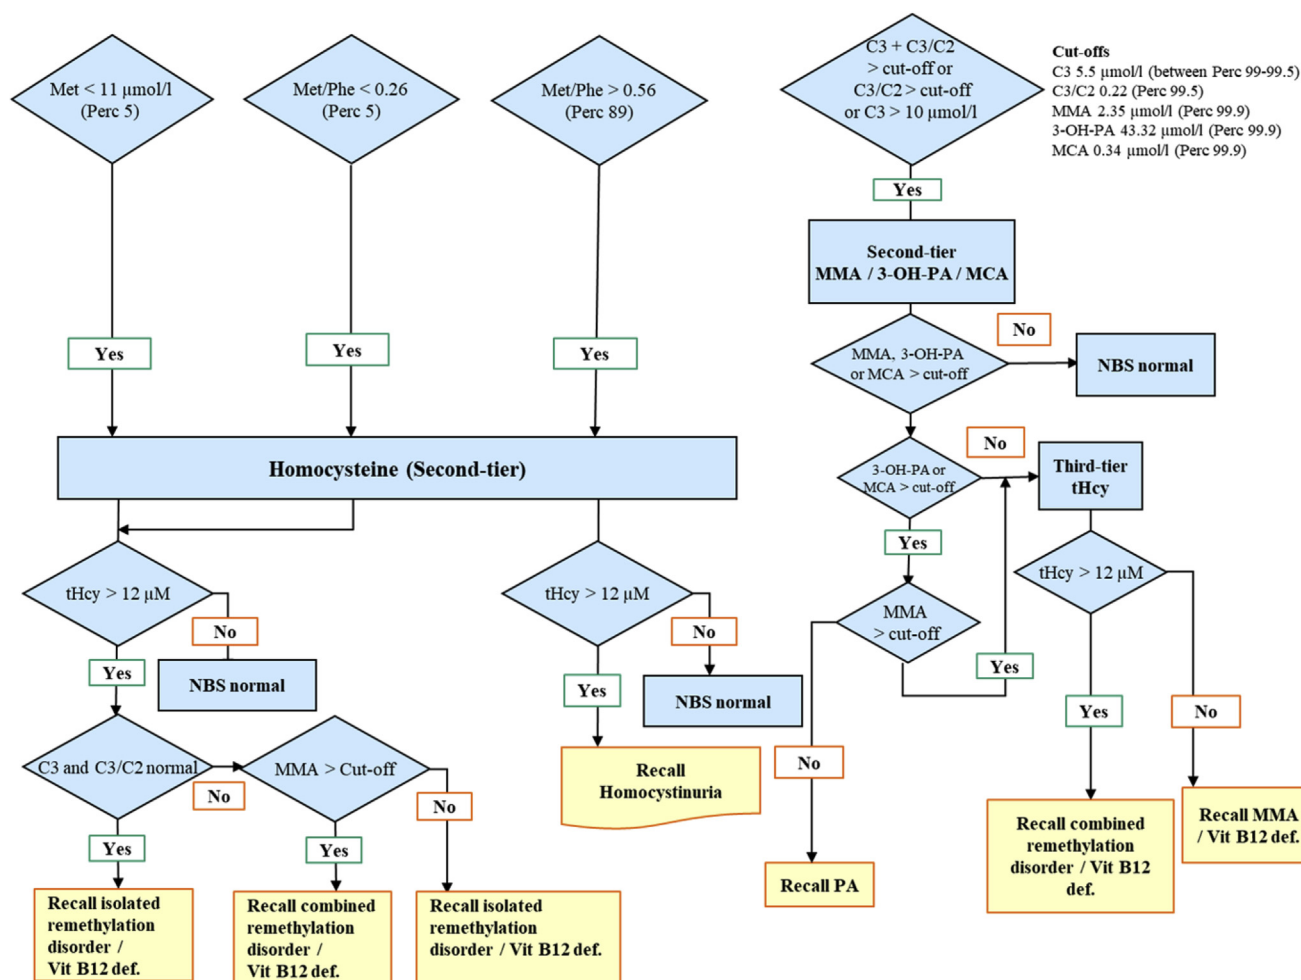 Met < 11 µmol/l
(Perc 5)
Met/Phe < 0.26
(Perc 5)
Met/Phe > 0.56
(Perc 89)
C3 + C3/C2
> cut-off or
C3/C2 > cut-off
or C3 > 10 µmol/l
Cut-offs
C3 5.5 µmol/l (between Perc 99-99.5)
C3/C2 0.22 (Perc 99.5)
MMA 2.35 µmol/l (Perc 99.9)
3-OH-PA 43.32 µmol/l (Perc 99.9)
MCA 0.34 µmol/l (Perc 99.9)
Yes
Second-tier
MMA / 3-OH-PA / MCA
Yes
Yes
Yes
No
MMA, 3-OH-PA
or MCA > cut-off
NBS normal
Homocysteine (Second-tier)
No
3-OH-PA or
MCA > cut-off
Third-tier
tHcy
Yes
tHcy > 12 µM
No
Yes
NBS normal
tHcy > 12 µM
No
Yes
NBS normal
MMA
> cut-off
Yes
No
tHcy > 12 µM
Yes
No
C3 and C3/C2 normal
No
MMA > Cut-off
No
Yes
Yes
Recall
Homocystinuria
Recall PA
Recall combined
remethylation
disorder / Vit B12
def.
Recall MMA
/ Vit B12 def.
Recall isolated
remethylation
disorder /
Vit B12 def.
Recall combined
remethylation
disorder /
Vit B12 def.
Recall isolated
remethylation
disorder / Vit B12 def.